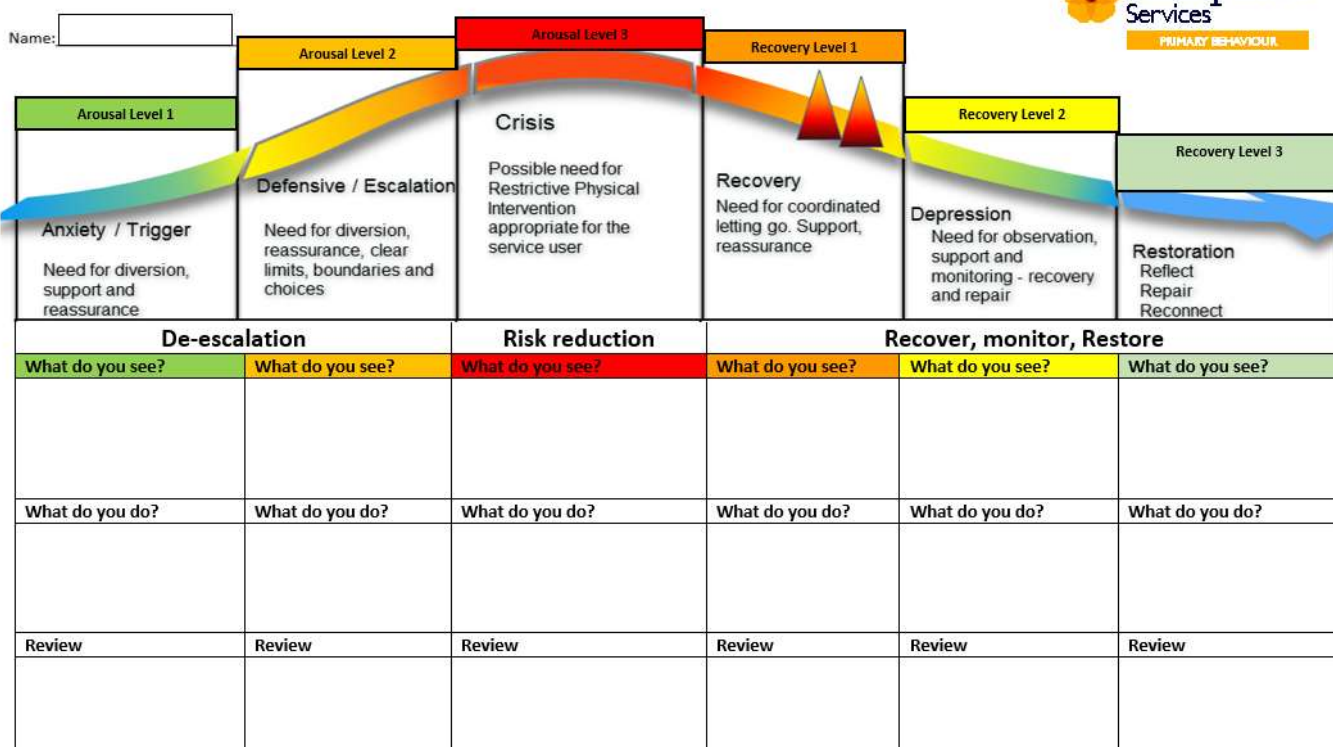 Services
PRIMARY BEHAVIOUR
Name:
Arousal Level 1
Arousal Level 2
Arousal Level 3
Recovery Level 1
Recovery Level 2
Recovery Level 3
Anxiety / Trigger
Need for diversion,
support and
reassurance
Defensive / Escalation
Need for diversion,
reassurance, clear
limits, boundaries and
choices
Crisis
Possible need for
Restrictive Physical
Intervention
appropriate for the
service user
Recovery
Need for coordinated
letting go. Support,
reassurance
Depression
Need for observation,
support and
monitoring - recovery
and repair
Restoration
Reflect
Repair
Reconnect
De-escalation
Risk reduction
Recover, monitor, Restore
What do you see?
What do you see?
What do you see?
What do you see?
What do you see?
What do you see?
What do you do?
What do you do?
What do you do?
What do you do?
What do you do?
What do you do?
Review
Review
Review
Review
Review
Review